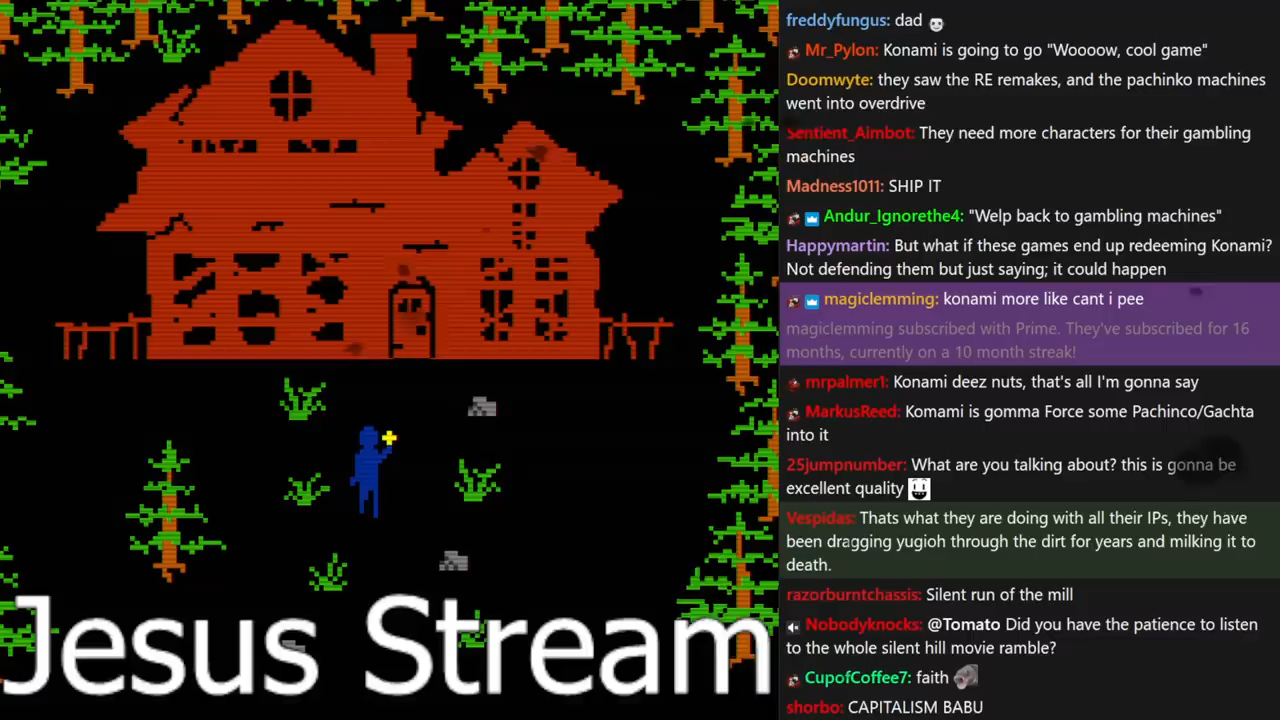 freddyfungus: dad
Mr_Pylon: Konami is going to go "Woooow, cool game"
Doomwyte: they saw the RE remakes, and the pachinko machines
went into overdrive
Sentient_Aimbot: They need more characters for their gambling
machines
Madness1011: SHIP IT
Andur_Ignorethe4: "Welp back to gambling machines"
Happymartin: But what if these games end up redeeming Konami?
Not defending them but just saying; it could happen
magiclemming: konami more like cant i pee
magiclemming subscribed with Prime. They've subscribed for 16
months, currently on a 10 month streak!
mrpalmer1: Konami deez nuts, that's all I'm gonna say
MarkusReed: Komami is gomma Force some Pachinco/Gachta
into it
25jumpnumber: What are you talking about? this is gonna be
excellent quality
Vespidas: Thats what they are doing with all their IPs, they have
been dragging yugioh through the dirt for years and milking it to
death.
razorburntchassis: Silent run of the mill
Nobodyknocks: @Tomato Did you have the patience to listen
to the whole silent hill movie ramble?
CupofCoffee7: faith
shorbo: CAPITALISM BABU
Jesus Stream